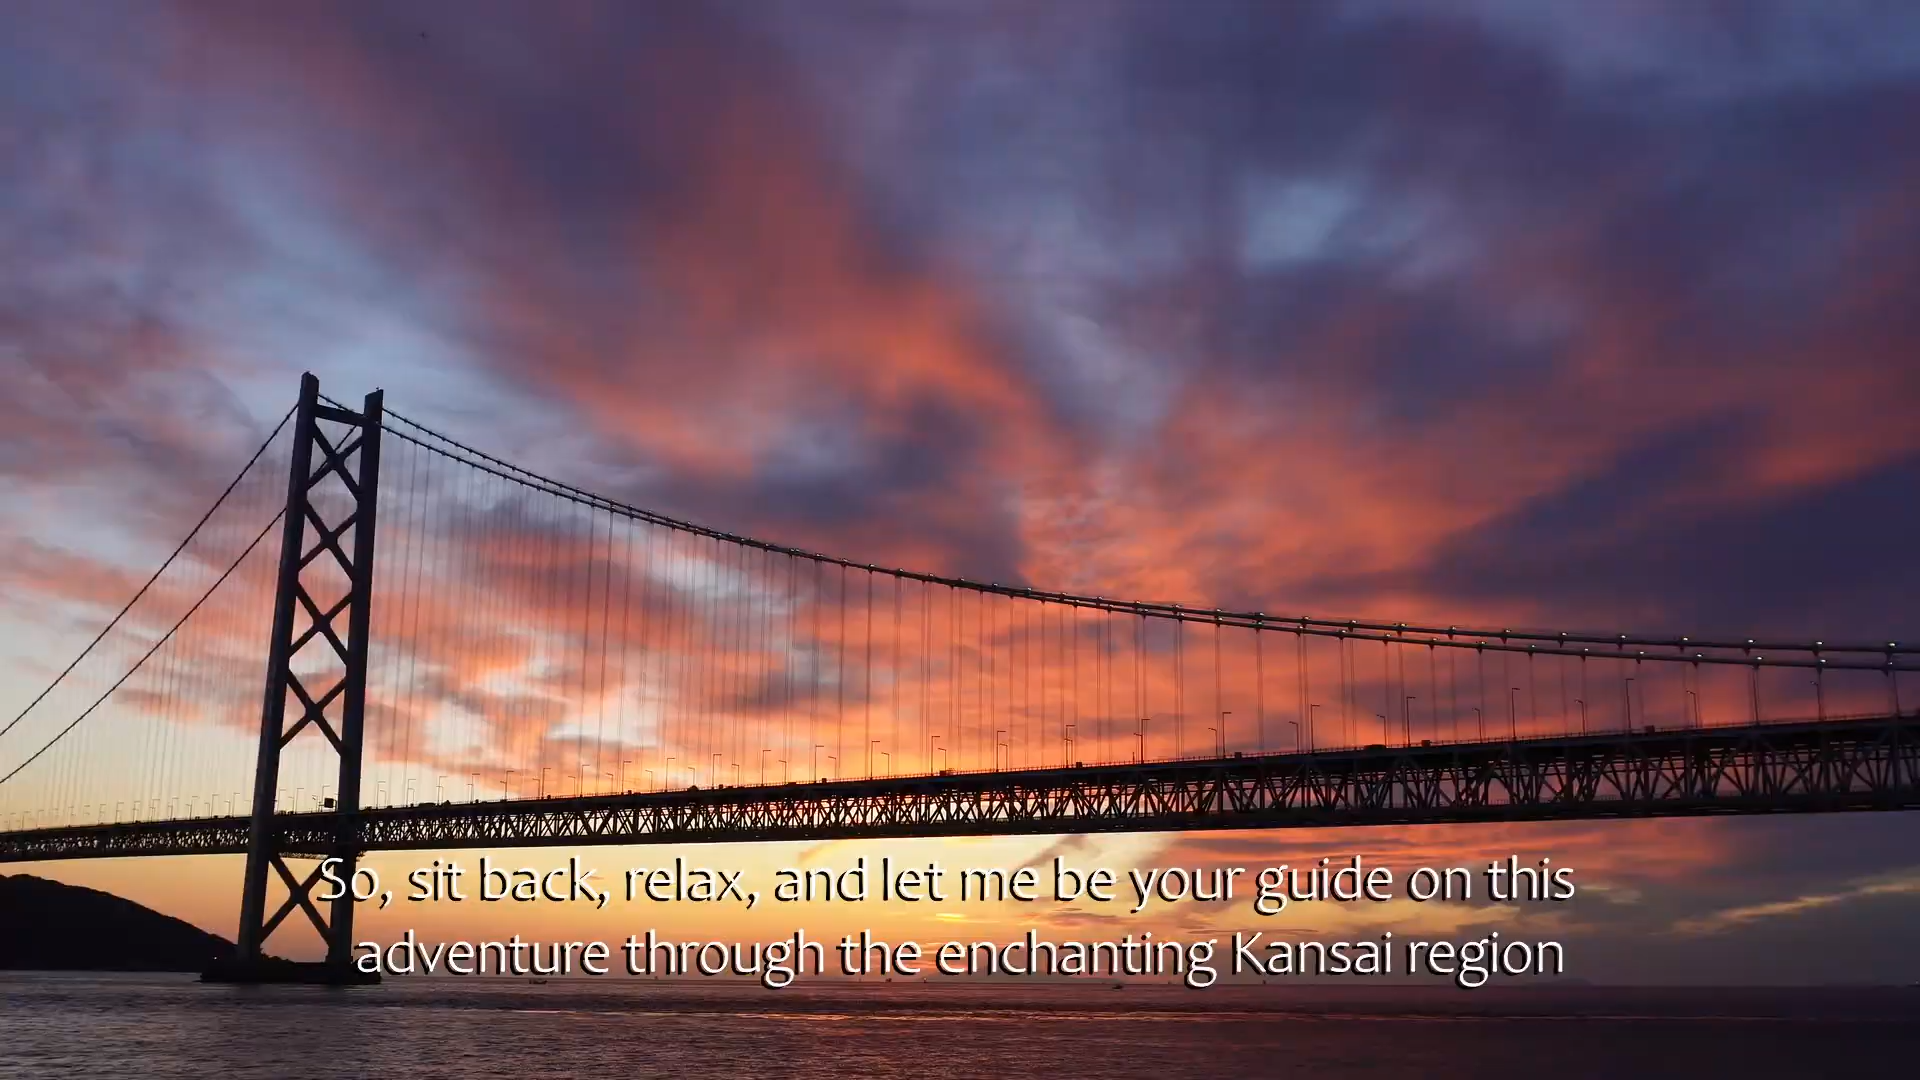 So, sit back, relax, and let me be your guide on this
adventure through the enchanting Kansai region